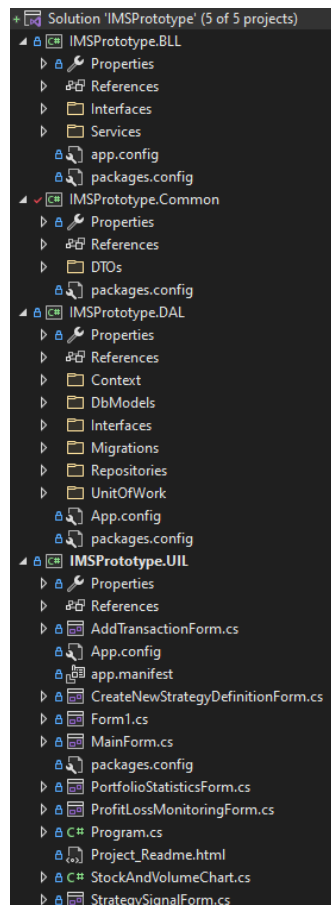 Solution 'IMSPrototype' (5 of 5 projects)
C# IMSPrototype.BLL
Properties
References
Interfaces
Services
app.config
packages.config
C# IMSPrototype.Common
Properties
References
DTOs
packages.config
C# IMSPrototype.DAL
Properties
References
Context
DbModels
Interfaces
Migrations
Repositories
UnitOfWork
App.config
packages.config
C# IMSPrototype.UIL
Properties
References
AddTransactionForm.cs
App.config
app.manifest
CreateNewStrategyDefinitionForm.cs
Form1.cs
MainForm.cs
packages.config
PortfolioStatisticsForm.cs
ProfitLossMonitoringForm.cs
C# Program.cs
Project_Readme.html
C# StockAndVolumeChart.cs
StrategySignalForm.cs